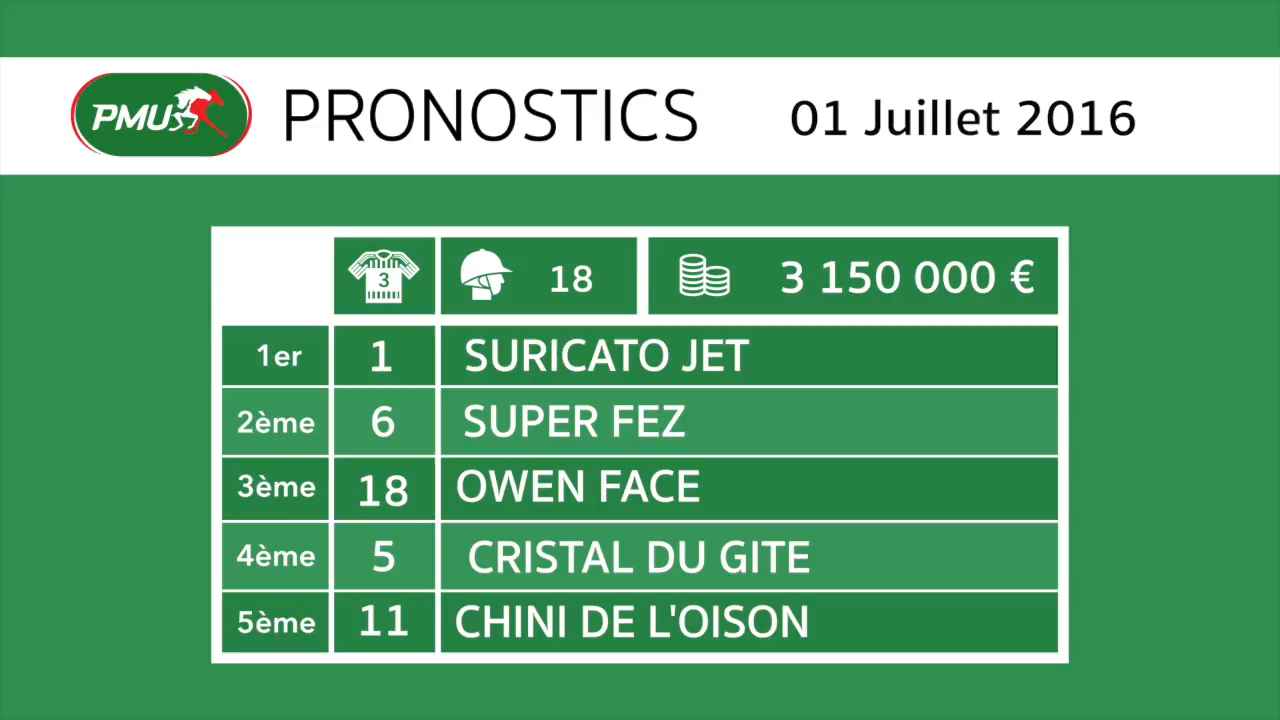 PMU PRONOSTICS 01 Juillet 2016
3 18 3 150 000 €
1er 1 SURICATO JET
2ème 6 SUPER FEZ
3ème 18 OWEN FACE
4ème 5 CRISTAL DU GITE
5ème 11 CHINI DE L'OISON